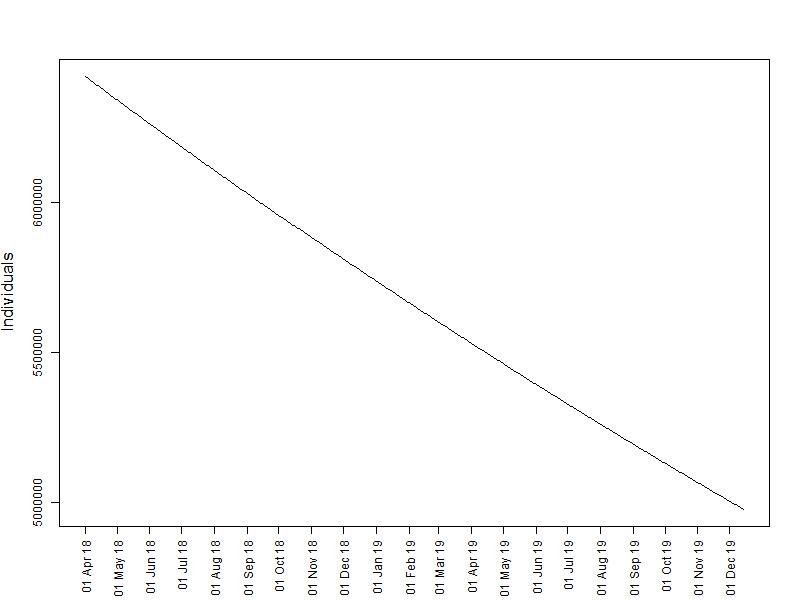 Individuals
6000000
5500000
5000000
01 Apr 18
01 May 18
01 Jun 18
01 Jul 18
01 Aug 18
01 Sep 18
01 Oct 18
01 Nov 18
01 Dec 18
01 Jan 19
01 Feb 19
01 Mar 19
01 Apr 19
01 May 19
01 Jun 19
01 Jul 19
01 Aug 19
01 Sep 19
01 Oct 19
01 Nov 19
01 Dec 19